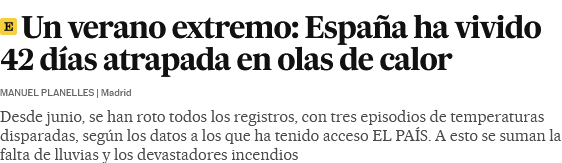 E Un verano extremo: España ha vivido
42 días atrapada en olas de calor
MANUEL PLANELLES | Madrid
Desde junio, se han roto todos los registros, con tres episodios de temperaturas
disparadas, según los datos a los que ha tenido acceso EL PAÍS. A esto se suman la
falta de lluvias y los devastadores incendios